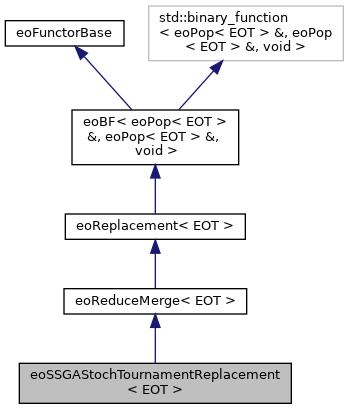 eoFunctorBase
std::binary_function
< eoPop< EOT > &, eoPop
< EOT > &, void >
eoBF< eoPop< EOT >
&, eoPop< EOT > &,
void >
eoReplacement< EOT >
eoReduceMerge< EOT >
eoSSGAStochTournamentReplacement
< EOT >